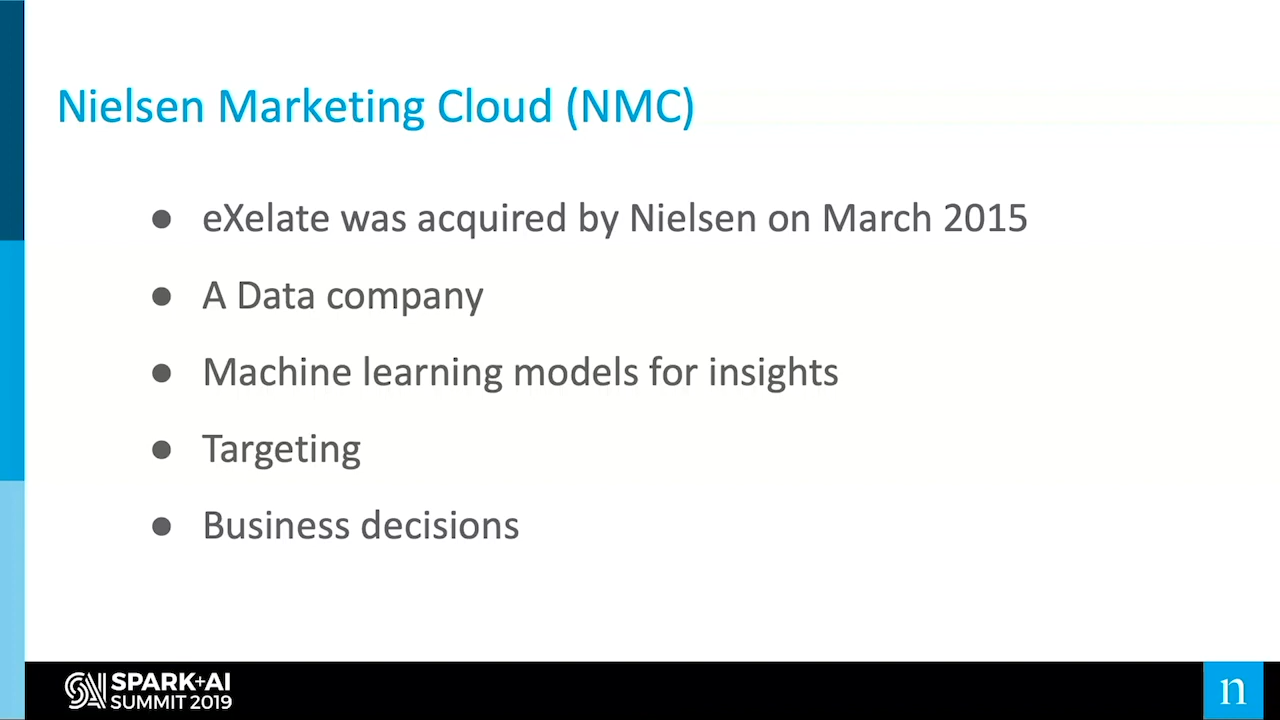 Nielsen Marketing Cloud (NMC)
● eXelate was acquired by Nielsen on March 2015
● A Data company
● Machine learning models for insights
● Targeting
● Business decisions
SPARK+AI
SUMMIT 2019
n